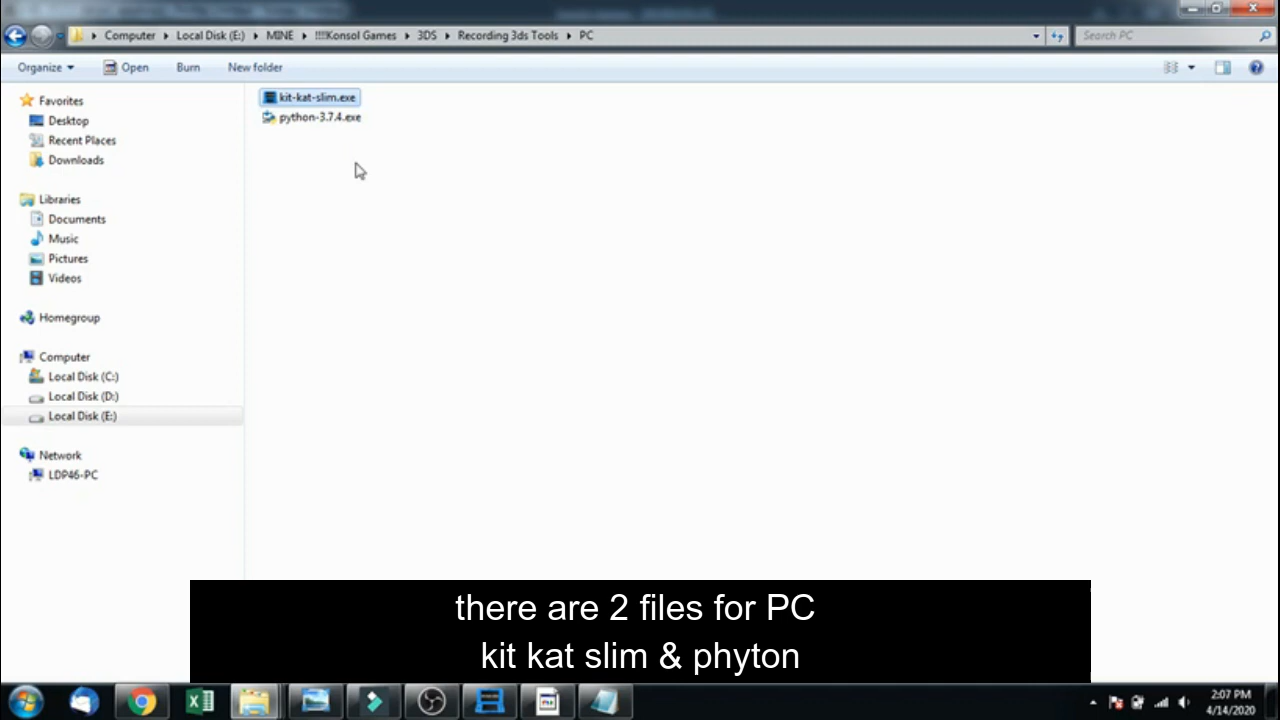 Computer ▸ Local Disk (E:) ▸ MINE ▸ !!!!Konsol Games ▸ 3DS ▸ Recording 3ds Tools ▸ PC
Search PC
Organize
Open
Burn
New folder
Favorites
Desktop
Recent Places
Downloads
Libraries
Documents
Music
Pictures
Videos
Homegroup
Computer
Local Disk (C:)
Local Disk (D:)
Local Disk (E:)
Network
LDP46-PC
kit-kat-slim.exe
python-3.7.4.exe
there are 2 files for PC
kit kat slim & phyton
2:07 PM
4/14/2020